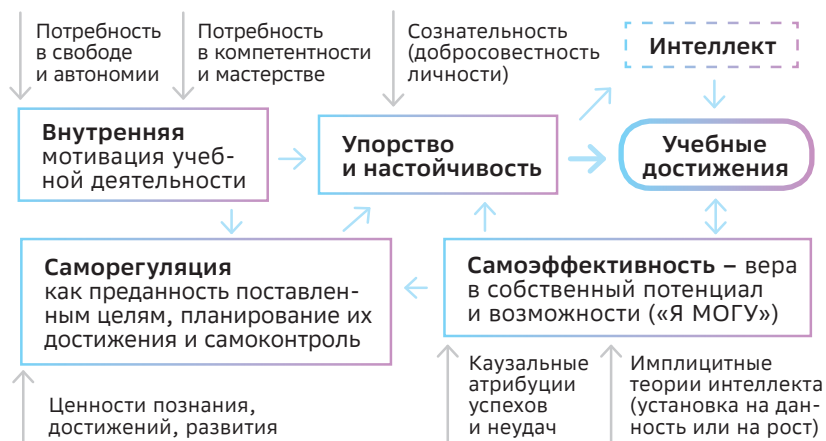 Потребность
в свободе
и автономии
Потребность
в компетентности
и мастерстве
Сознательность
(добросовестность
личности)
Интеллект
Внутренняя
мотивация учеб-
ной деятельности
Упорство
и настойчивость
Учебные
достижения
Саморегуляция
как преданность поставлен-
ным целям, планирование их
достижения и самоконтроль
Самоэффективность – вера
в собственный потенциал
и возможности («Я МОГУ»)
Ценности познания,
достижений, развития
Каузальные
атрибуции
успехов
и неудач
Имплицитные
теории интеллекта
(установка на дан-
ность или на рост)